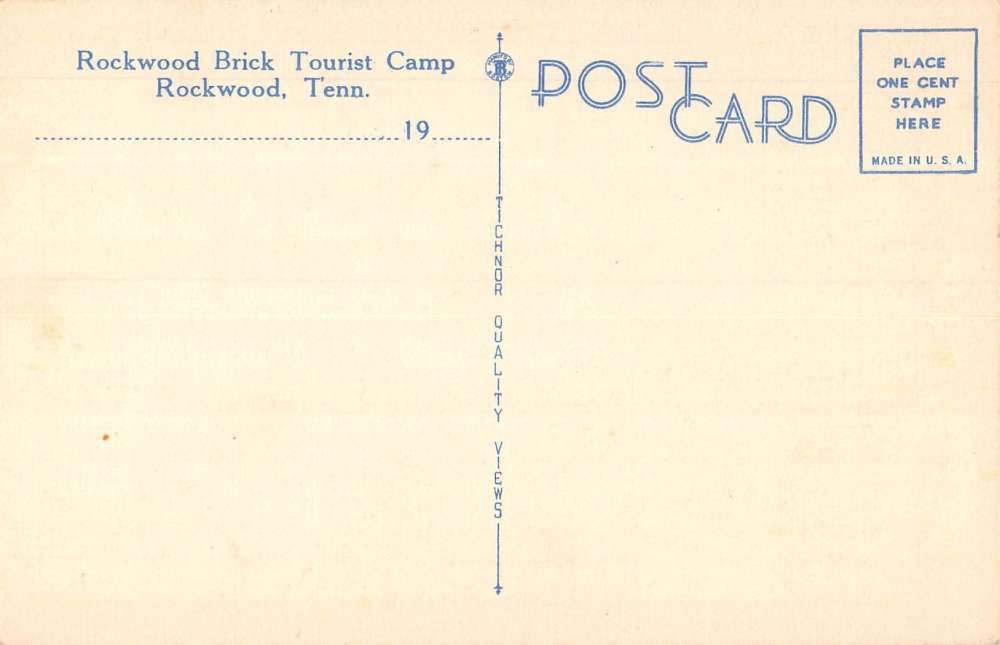 Rockwood Brick Tourist Camp
Rockwood, Tenn.
19
POST
CARD
PLACE
ONE CENT
STAMP
HERE
MADE IN U. S. A.
TICHNOR QUALITY VIEWS